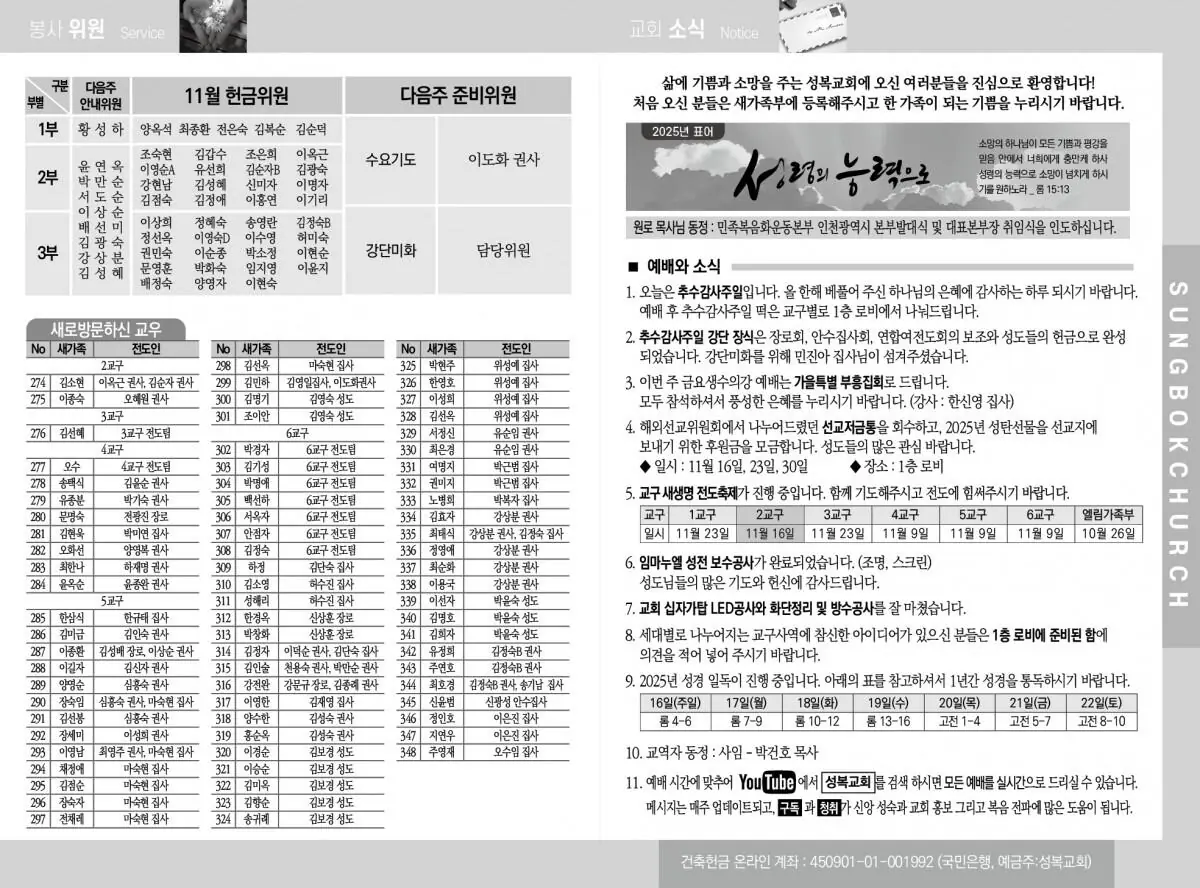 봉사 위원 Service
구분
부별
다음주 안내위원
11월 헌금위원
다음주 준비위원
1부
황 성 하
양옥석 최종환 전은숙 김복순 김순덕
2부
조숙현 김갑수 조은희 이옥근
이영순A 유선희 김순자B 김광숙
강현남 김성혜 신미자 이명자
김점숙 김정애 이홍연 이기리
3부
윤 연 옥
박 만 순
서 도 순
이 상 순
배 선 미
김 광 숙
강 상 분
김 성 혜
이상희 정혜숙 송영란 김정숙B
정선옥 이영숙D 이수영 허미숙
권민숙 이순종 박소정 이현순
문영훈 박화숙 임지영 이윤지
배정숙 양영자 이현숙
수요기도 이도화 권사
강단미화 담당위원
새로방문하신 교우
No 새가족 전도인
2교구
274 김소현 이옥근 권사, 김순자 권사
275 이종숙 오혜원 권사
3교구
276 김선혜 3교구 전도팀
4교구
277 오수 4교구 전도팀
278 송백식 김윤순 권사
279 유종분 박기숙 권사
280 문명숙 전광진 장로
281 김현욱 박미연 집사
282 오화선 양영복 권사
283 최한나 하재명 권사
284 윤옥순 윤종완 권사
5교구
285 한삼식 한규태 집사
286 김미금 김인숙 권사
287 이종환 김성배 장로, 이상순 권사
288 이길자 김신자 권사
289 양명순 심홍숙 권사
290 장숙임 심홍숙 권사, 마숙현 집사
291 김선봉 심홍숙 권사
292 장세미 이성희 권사
293 이영남 최영주 권사, 마숙현 집사
294 채정애 마숙현 집사
295 김점순 마숙현 집사
296 장숙자 마숙현 집사
297 전채례 마숙현 집사
No 새가족 전도인
298 김선옥 마숙현 집사
299 김민하 김영일집사, 이도화권사
300 김명기 김영숙 성도
301 조이안 김영숙 성도
6교구
302 박경자 6교구 전도팀
303 김기성 6교구 전도팀
304 박명애 6교구 전도팀
305 백선하 6교구 전도팀
306 서옥자 6교구 전도팀
307 안점자 6교구 전도팀
308 김정숙 6교구 전도팀
309 하정 김단숙 집사
310 김소영 허수진 집사
311 성해리 허수진 집사
312 한경옥 신상훈 장로
313 박창화 신상훈 장로
314 김정자 이덕순 권사, 김단숙 집사
315 김인술 천용숙 권사, 박만순 권사
316 강전완 강문규 장로, 김종례 권사
317 이영한 김재영 집사
318 양수한 김성숙 권사
319 홍순옥 김성숙 권사
320 이경순 김보경 성도
321 이승순 김보경 성도
322 김미옥 김보경 성도
323 김향순 김보경 성도
324 송귀례 김보경 성도
No 새가족 전도인
325 박현주 위성예 집사
326 한영호 위성예 집사
327 이성희 위성예 집사
328 김선옥 위성예 집사
329 서정신 유순임 권사
330 최은경 유순임 권사
331 여명지 박근범 집사
332 권미지 박근범 집사
333 노병희 박복자 집사
334 김효자 강상분 권사
335 최태식 강상분 권사, 김정숙 집사
336 정영애 강상분 권사
337 최순화 강상분 권사
338 이용국 강상분 권사
339 이선자 박윤숙 성도
340 김명호 박윤숙 성도
341 김희자 박윤숙 성도
342 유정희 김정숙B 권사
343 주연호 김정숙B 권사
344 최호경 김정숙B 권사, 송기남 집사
345 신윤범 신광성 안수집사
346 정인호 이은진 집사
347 지연우 이은진 집사
348 주영재 오수임 집사
교회 소식 Notice
삶에 기쁨과 소망을 주는 성복교회에 오신 여러분들을 진심으로 환영합니다!
처음 오신 분들은 새가족부에 등록해주시고 한 가족이 되는 기쁨을 누리시기 바랍니다.
2025년 표어
성령의 능력으로
소망의 하나님이 모든 기쁨과 평강을
믿음 안에서 너희에게 충만케 하사
성령의 능력으로 소망이 넘치게 하시
기를 원하노라 _ 롬 15:13
원로 목사님 동정 : 민족복음화운동본부 인천광역시 본부발대식 및 대표본부장 취임식을 인도하십니다.
■ 예배와 소식
1. 오늘은 추수감사주일입니다. 올 한해 베풀어 주신 하나님의 은혜에 감사하는 하루 되시기 바랍니다.
예배 후 추수감사주일 떡은 교구별로 1층 로비에서 나눠드립니다.
2. 추수감사주일 강단 장식은 장로회, 안수집사회, 연합여전도회의 보조와 성도들의 헌금으로 완성
되었습니다. 강단미화를 위해 민진아 집사님이 섬겨주셨습니다.
3. 이번 주 금요생수의강 예배는 가을특별 부흥집회로 드립니다.
모두 참석하셔서 풍성한 은혜를 누리시기 바랍니다. (강사 : 한신영 집사)
4. 해외선교위원회에서 나누어드렸던 선교저금통을 회수하고, 2025년 성탄선물을 선교지에
보내기 위한 후원금을 모금합니다. 성도들의 많은 관심 바랍니다.
◆ 일시 : 11월 16일, 23일, 30일 ◆ 장소 : 1층 로비
5. 교구 새생명 전도축제가 진행 중입니다. 함께 기도해주시고 전도에 힘써주시기 바랍니다.
교구 1교구 2교구 3교구 4교구 5교구 6교구 엘림가족부
일시 11월 23일 11월 16일 11월 23일 11월 9일 11월 9일 11월 9일 10월 26일
6. 임마누엘 성전 보수공사가 완료되었습니다. (조명, 스크린)
성도님들의 많은 기도와 헌신에 감사드립니다.
7. 교회 십자가탑 LED공사와 화단정리 및 방수공사를 잘 마쳤습니다.
8. 세대별로 나누어지는 교구사역에 참신한 아이디어가 있으신 분들은 1층 로비에 준비된 함에
의견을 적어 넣어 주시기 바랍니다.
9. 2025년 성경 일독이 진행 중입니다. 아래의 표를 참고하셔서 1년간 성경을 통독하시기 바랍니다.
16일(주일) 17일(월) 18일(화) 19일(수) 20일(목) 21일(금) 22일(토)
롬 4-6 롬 7-9 롬 10-12 롬 13-16 고전 1-4 고전 5-7 고전 8-10
10. 교역자 동정 : 사임 - 박건호 목사
11. 예배 시간에 맞추어 YouTube 에서 성복교회 를 검색 하시면 모든 예배를 실시간으로 드리실 수 있습니다.
메시지는 매주 업데이트되고, 구독 과 청취 가 신앙 성숙과 교회 홍보 그리고 복음 전파에 많은 도움이 됩니다.
건축헌금 온라인 계좌 : 450901-01-001992 (국민은행, 예금주:성복교회)
SUNGBOKCHURCH